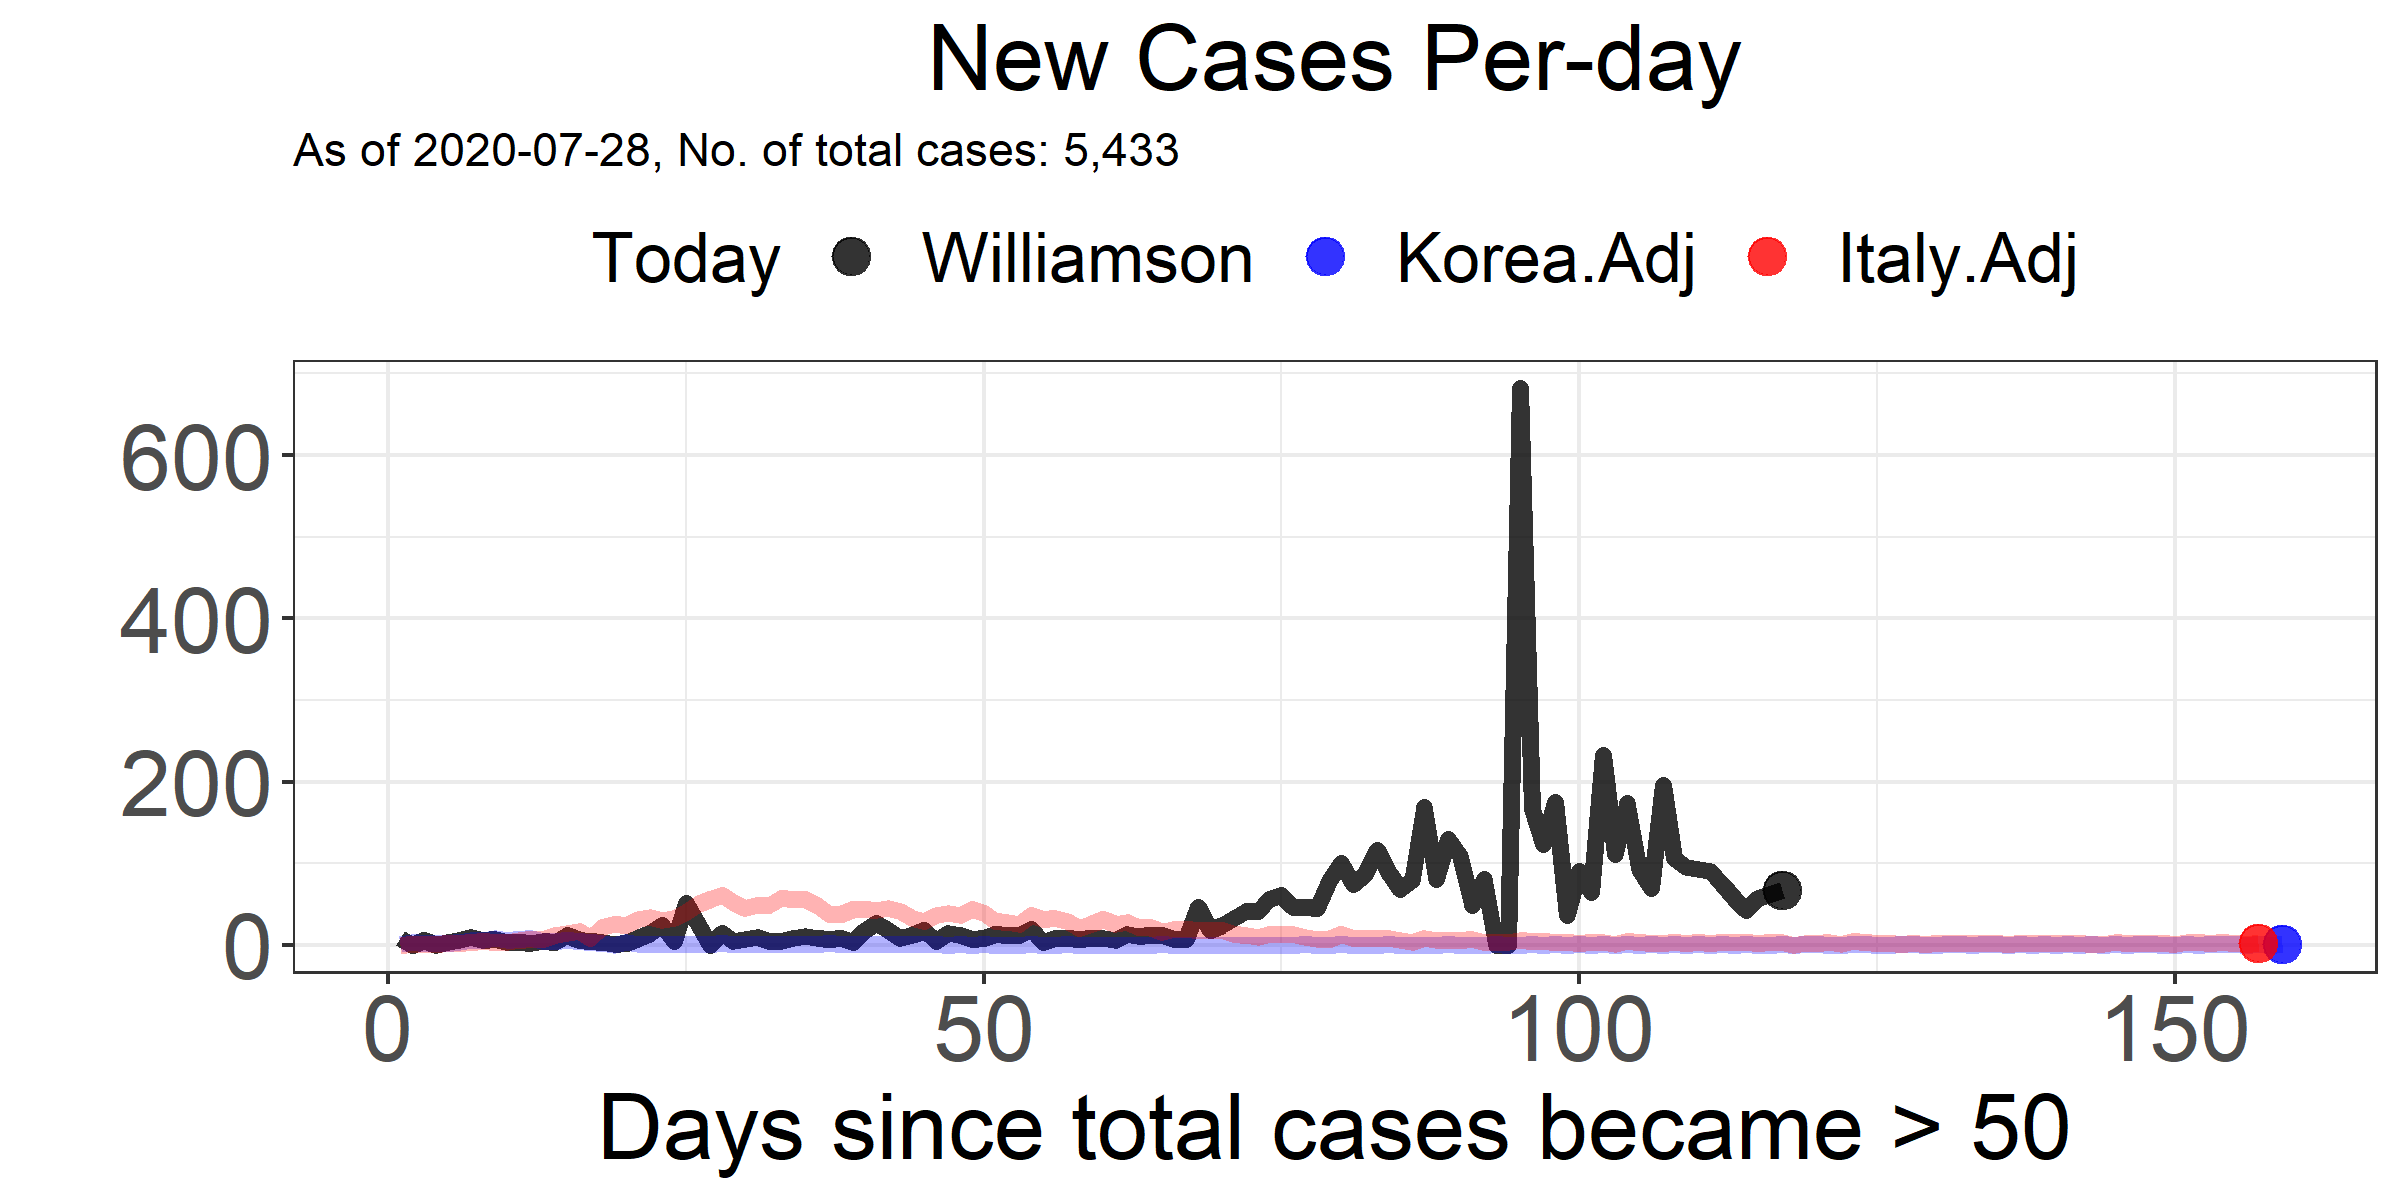 New Cases Per-day
As of 2020-07-28, No. of total cases: 5,433
Today Williamson Korea.Adj Italy.Adj
600
400
200
0
0 50 100 150
Days since total cases became > 50